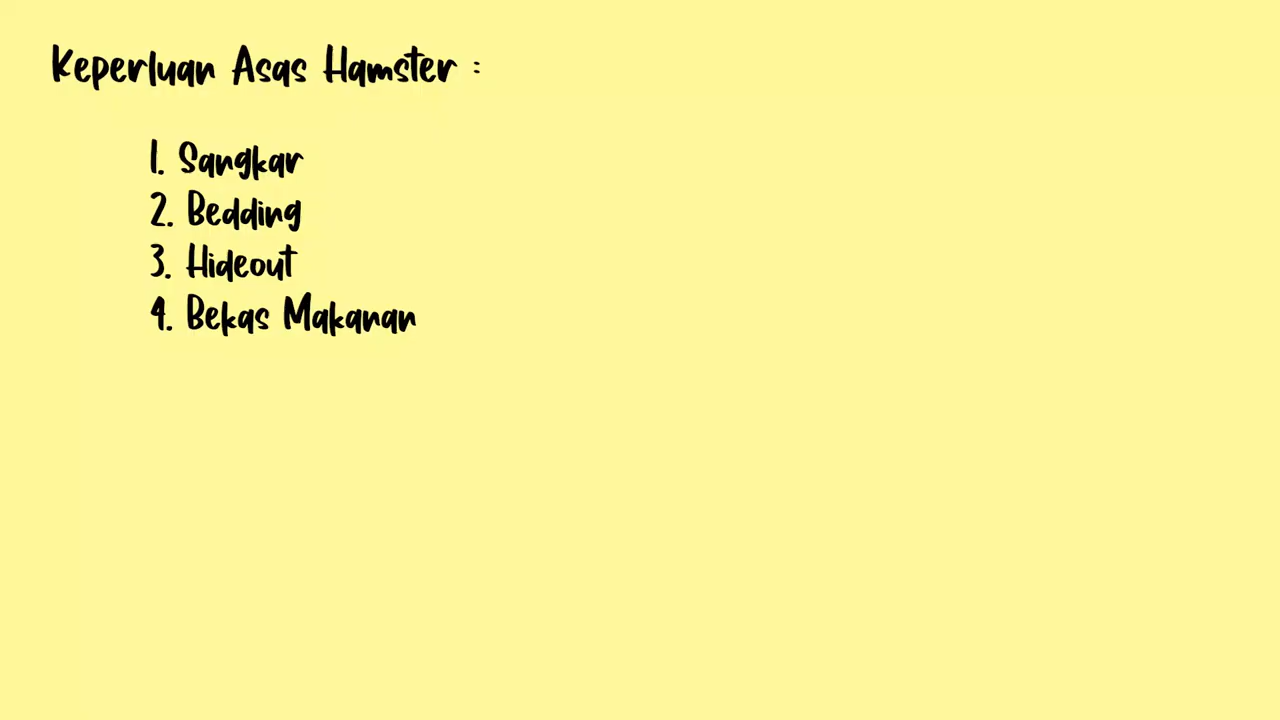 Keperluan Asas Hamster :
1. Sangkar
2. Bedding
3. Hideout
4. Bekas Makanan